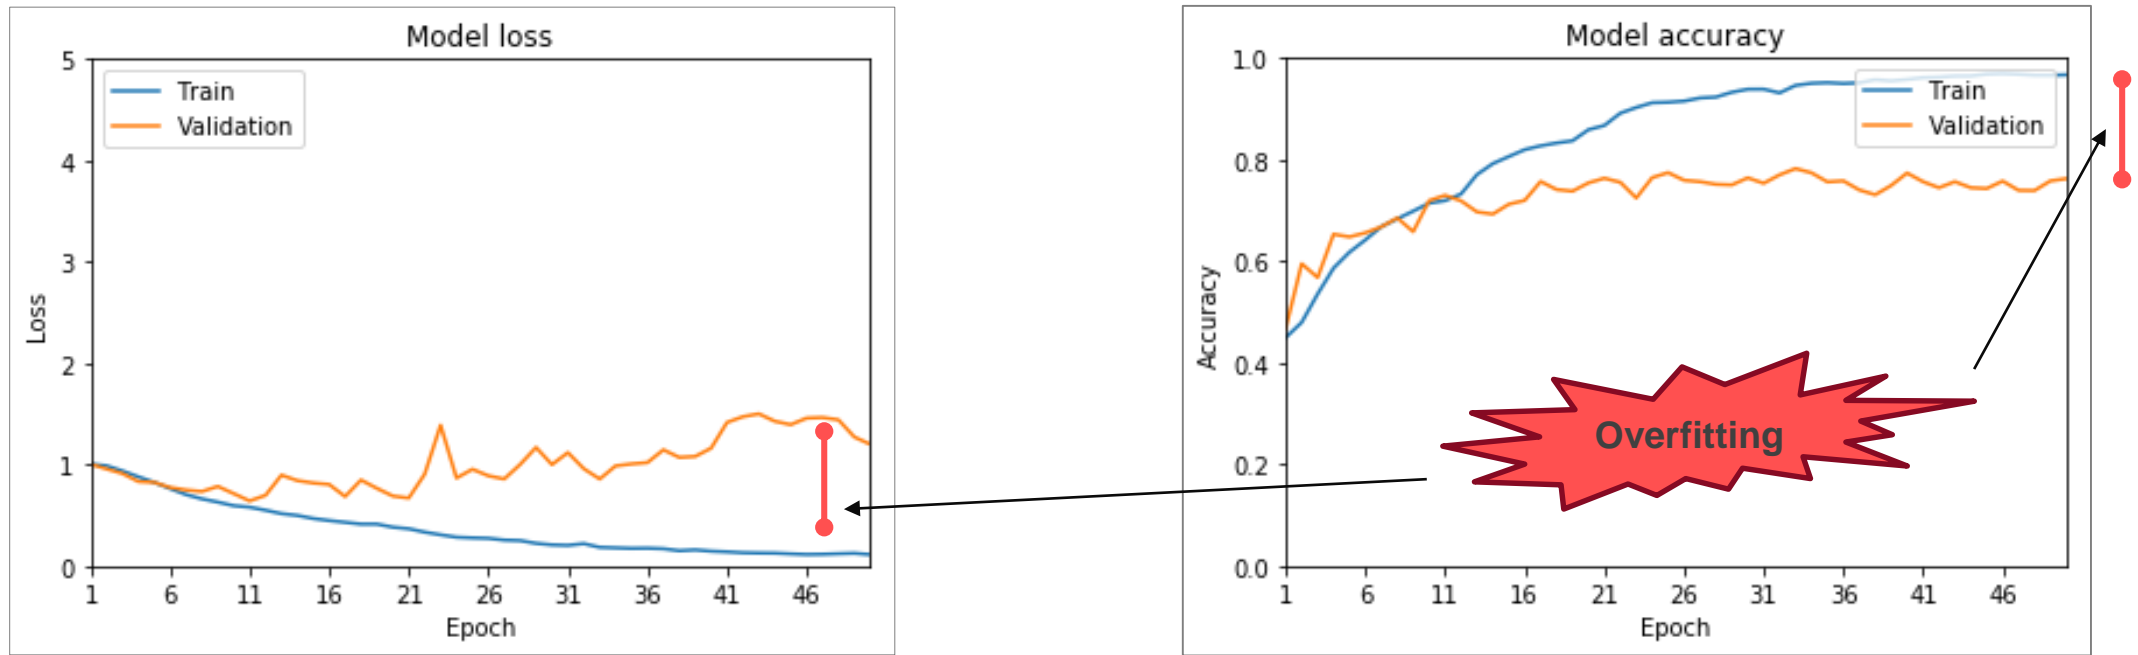 Model loss
5
4
3
2
1
0
Loss
Train
Validation
1 6 11 16 21 26 31 36 41 46
Epoch
Model accuracy
1.0
0.8
0.6
0.4
0.2
0.0
Accuracy
Train
Validation
Overfitting
1 6 11 16 21 26 31 36 41 46
Epoch